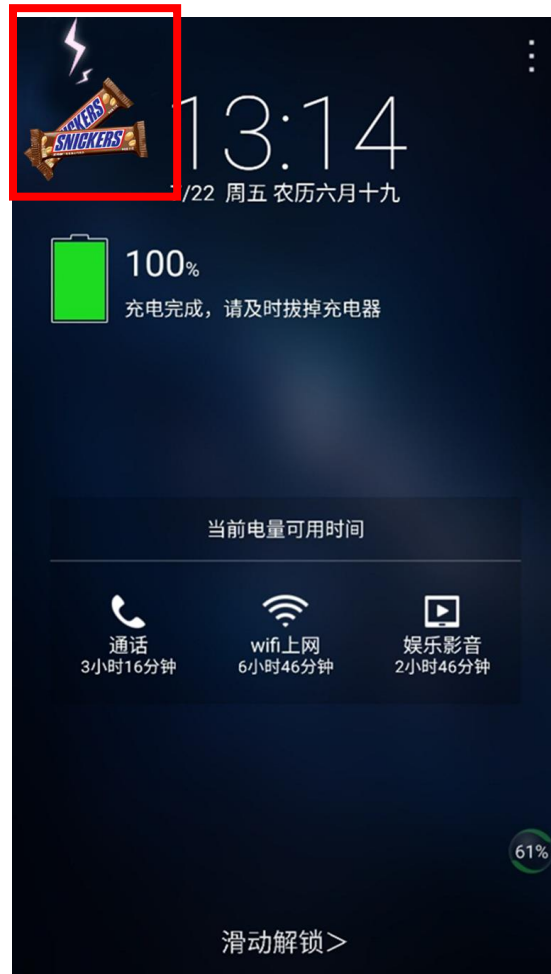 SNICKERS
SNICKERS
13:14
/22 周五 农历六月十九
100%
充电完成，请及时拔掉充电器
当前电量可用时间
通话 wifi上网 娱乐影音
3小时16分钟 6小时46分钟 2小时46分钟
61%
滑动解锁＞